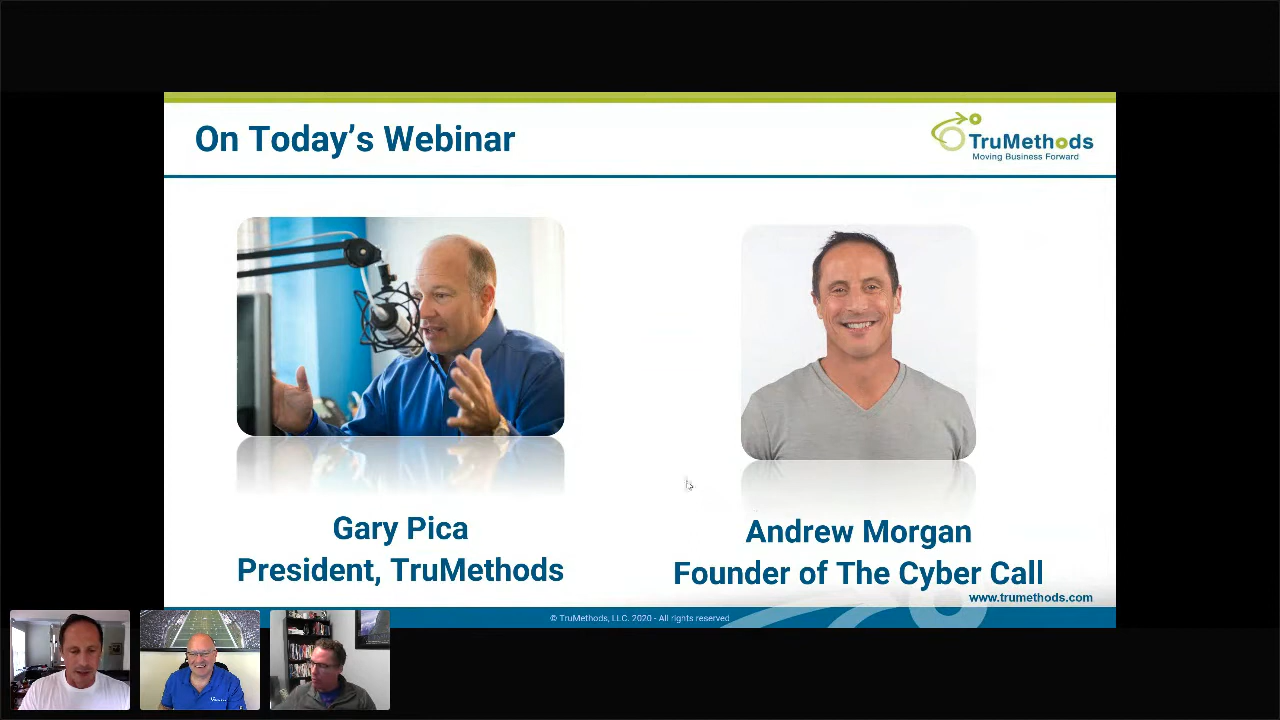 On Today’s Webinar
TruMethods
Moving Business Forward
Gary Pica
President, TruMethods
Andrew Morgan
Founder of The Cyber Call
www.trumethods.com
© TruMethods, LLC. 2020 - All rights reserved